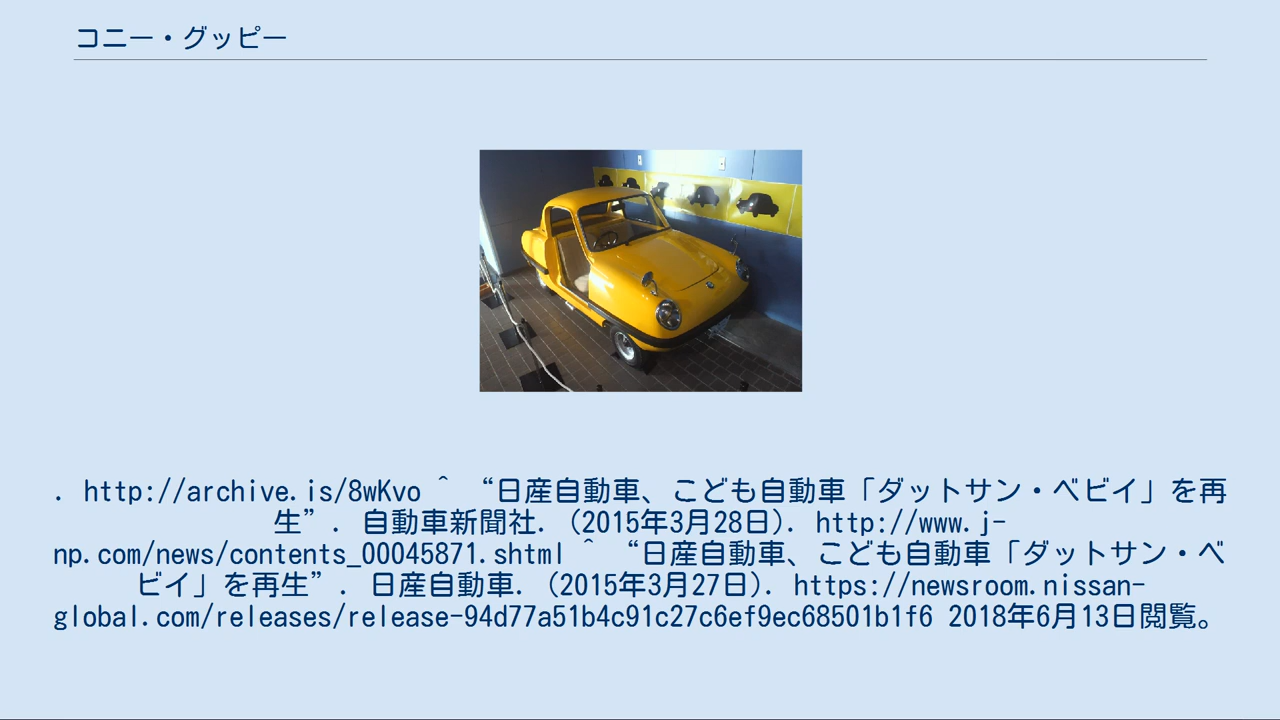 コニー・グッピー
. http://archive.is/8wKvo ^ “日産自動車、こども自動車「ダットサン・ベビイ」を再
生”. 自動車新聞社. (2015年3月28日). http://www.j-
np.com/news/contents_00045871.shtml ^ “日産自動車、こども自動車「ダットサン・ベ
ビイ」を再生”. 日産自動車. (2015年3月27日). https://newsroom.nissan-
global.com/releases/release-94d77a51b4c91c27c6ef9ec68501b1f6 2018年6月13日閲覧。